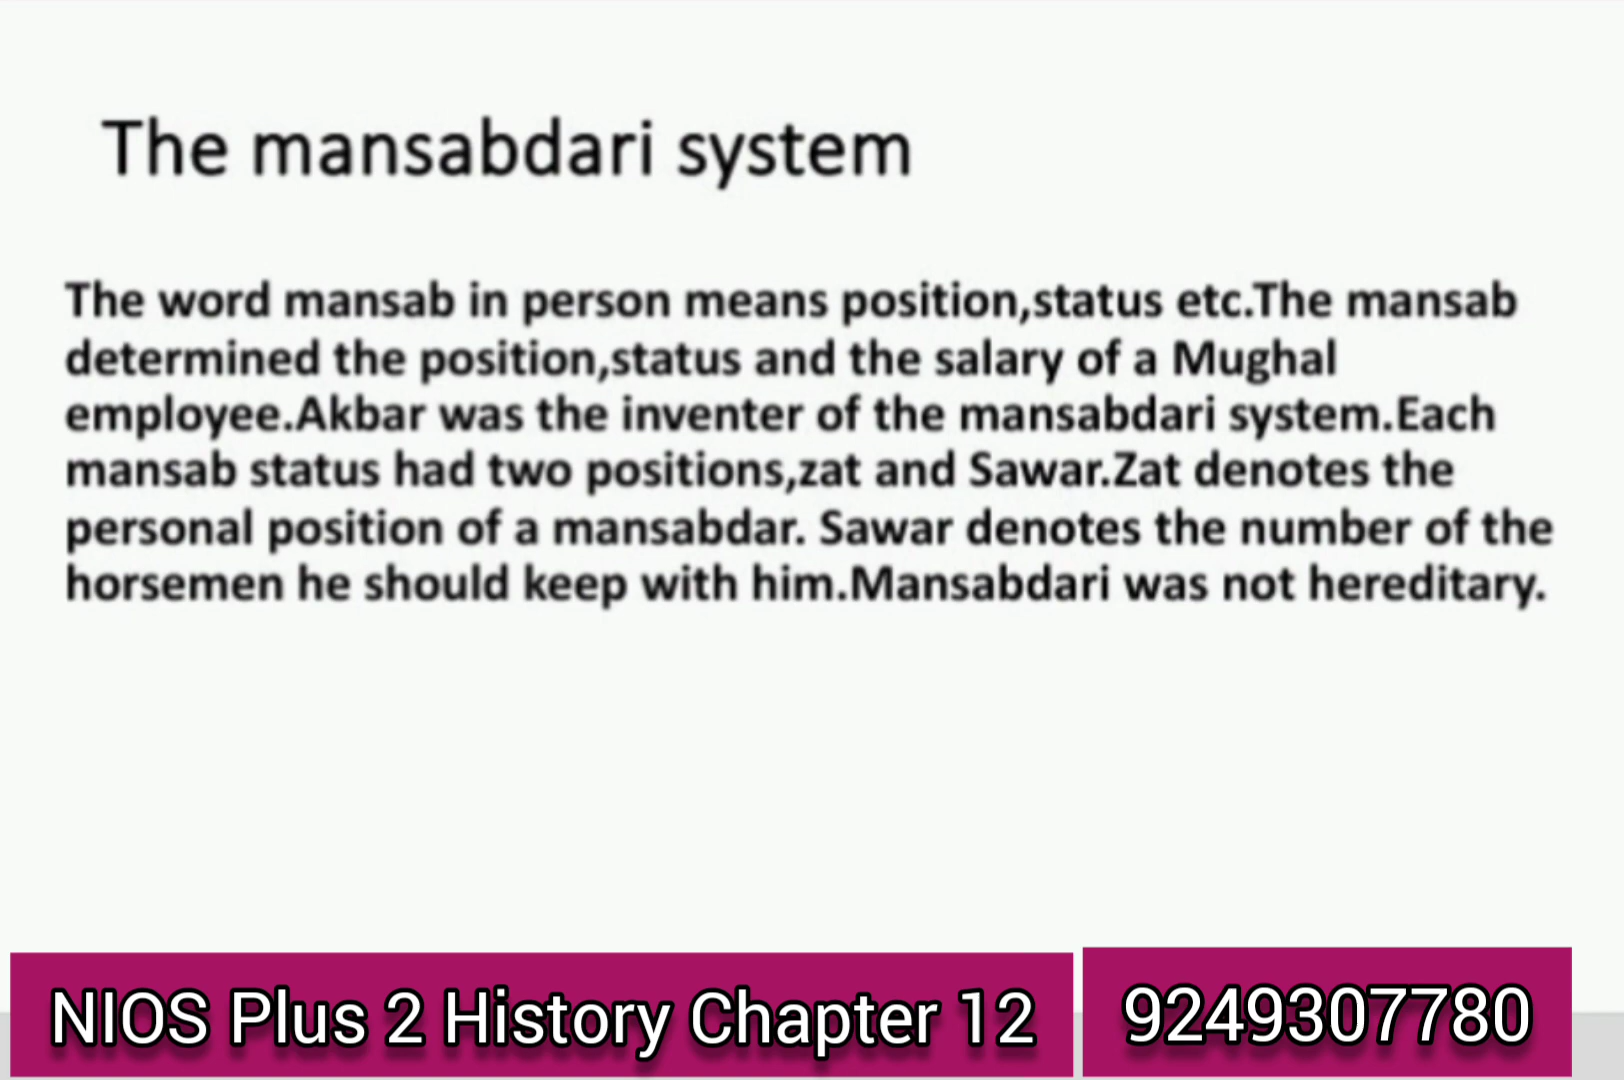 The mansabdari system
The word mansab in person means position,status etc.The mansab
determined the position,status and the salary of a Mughal
employee.Akbar was the inventer of the mansabdari system.Each
mansab status had two positions,zat and Sawar.Zat denotes the
personal position of a mansabdar. Sawar denotes the number of the
horsemen he should keep with him.Mansabdari was not hereditary.
NIOS Plus 2 History Chapter 12
9249307780